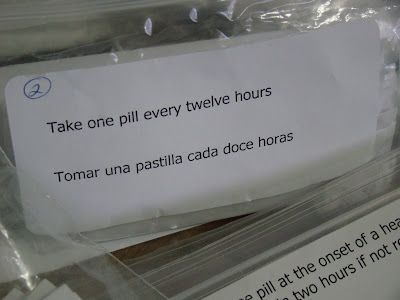 2
Take one pill every twelve hours
Tomar una pastilla cada doce horas
pill at the onset of a
two hours if not